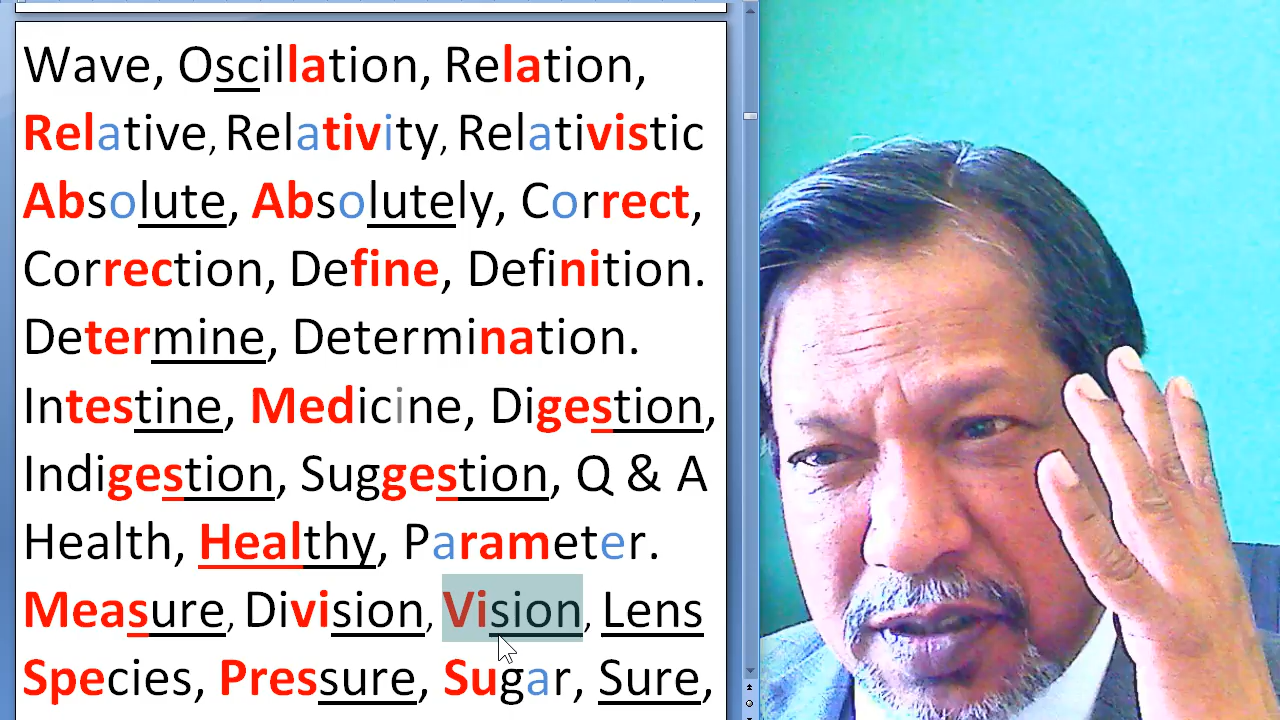 Wave, Oscillation, Relation,
Relative, Relativity, Relativistic
Absolute, Absolutely, Correct,
Correction, Define, Definition.
Determine, Determination.
Intestine, Medicine, Digestion,
Indigestion, Suggestion, Q & A
Health, Healthy, Parameter.
Measure, Division, Vision, Lens
Species, Pressure, Sugar, Sure,